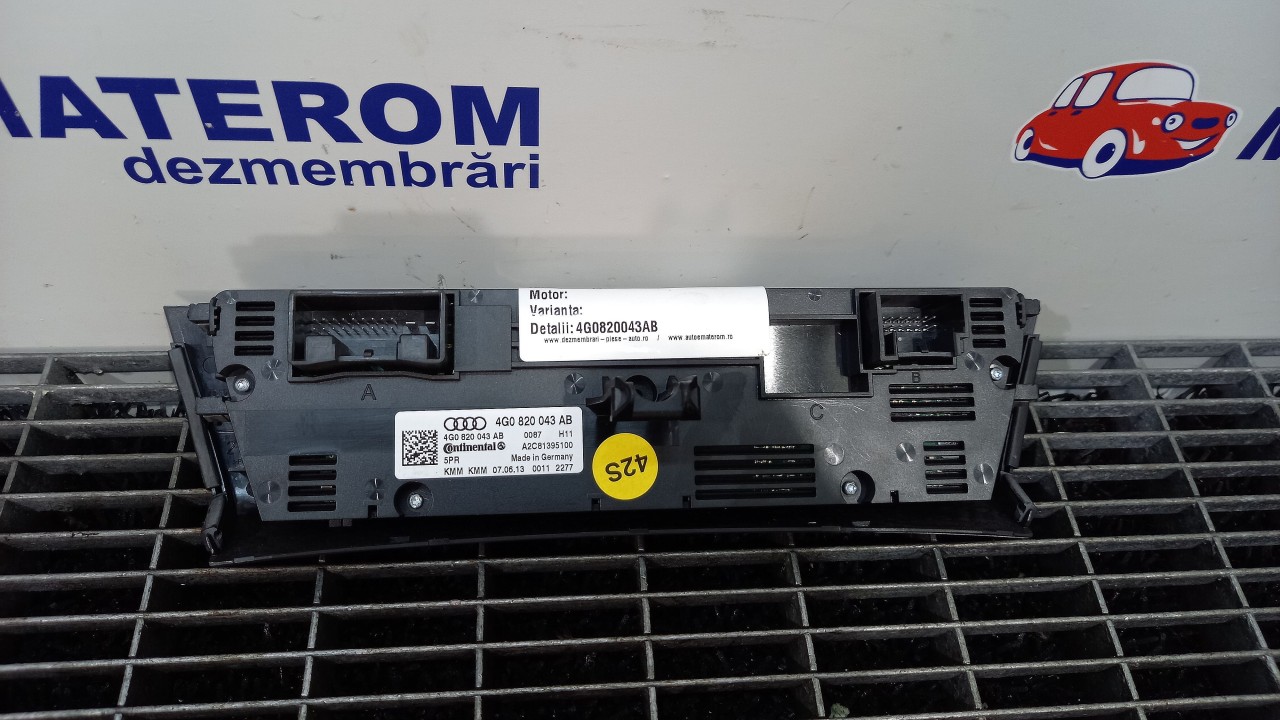 MATEROM
dezmembrări
Motor:
Varianta:
Detalii: 4G0820043AB
www.dezmembrari-piese-auto.ro / www.autoematerom.ro
A
B
C
4G0 820 043 AB
4G0 820 043 AB 0087 H11
Continental A2C81395100
5PR Made in Germany
KMM KMM 07.06.13 0011 2277
42S